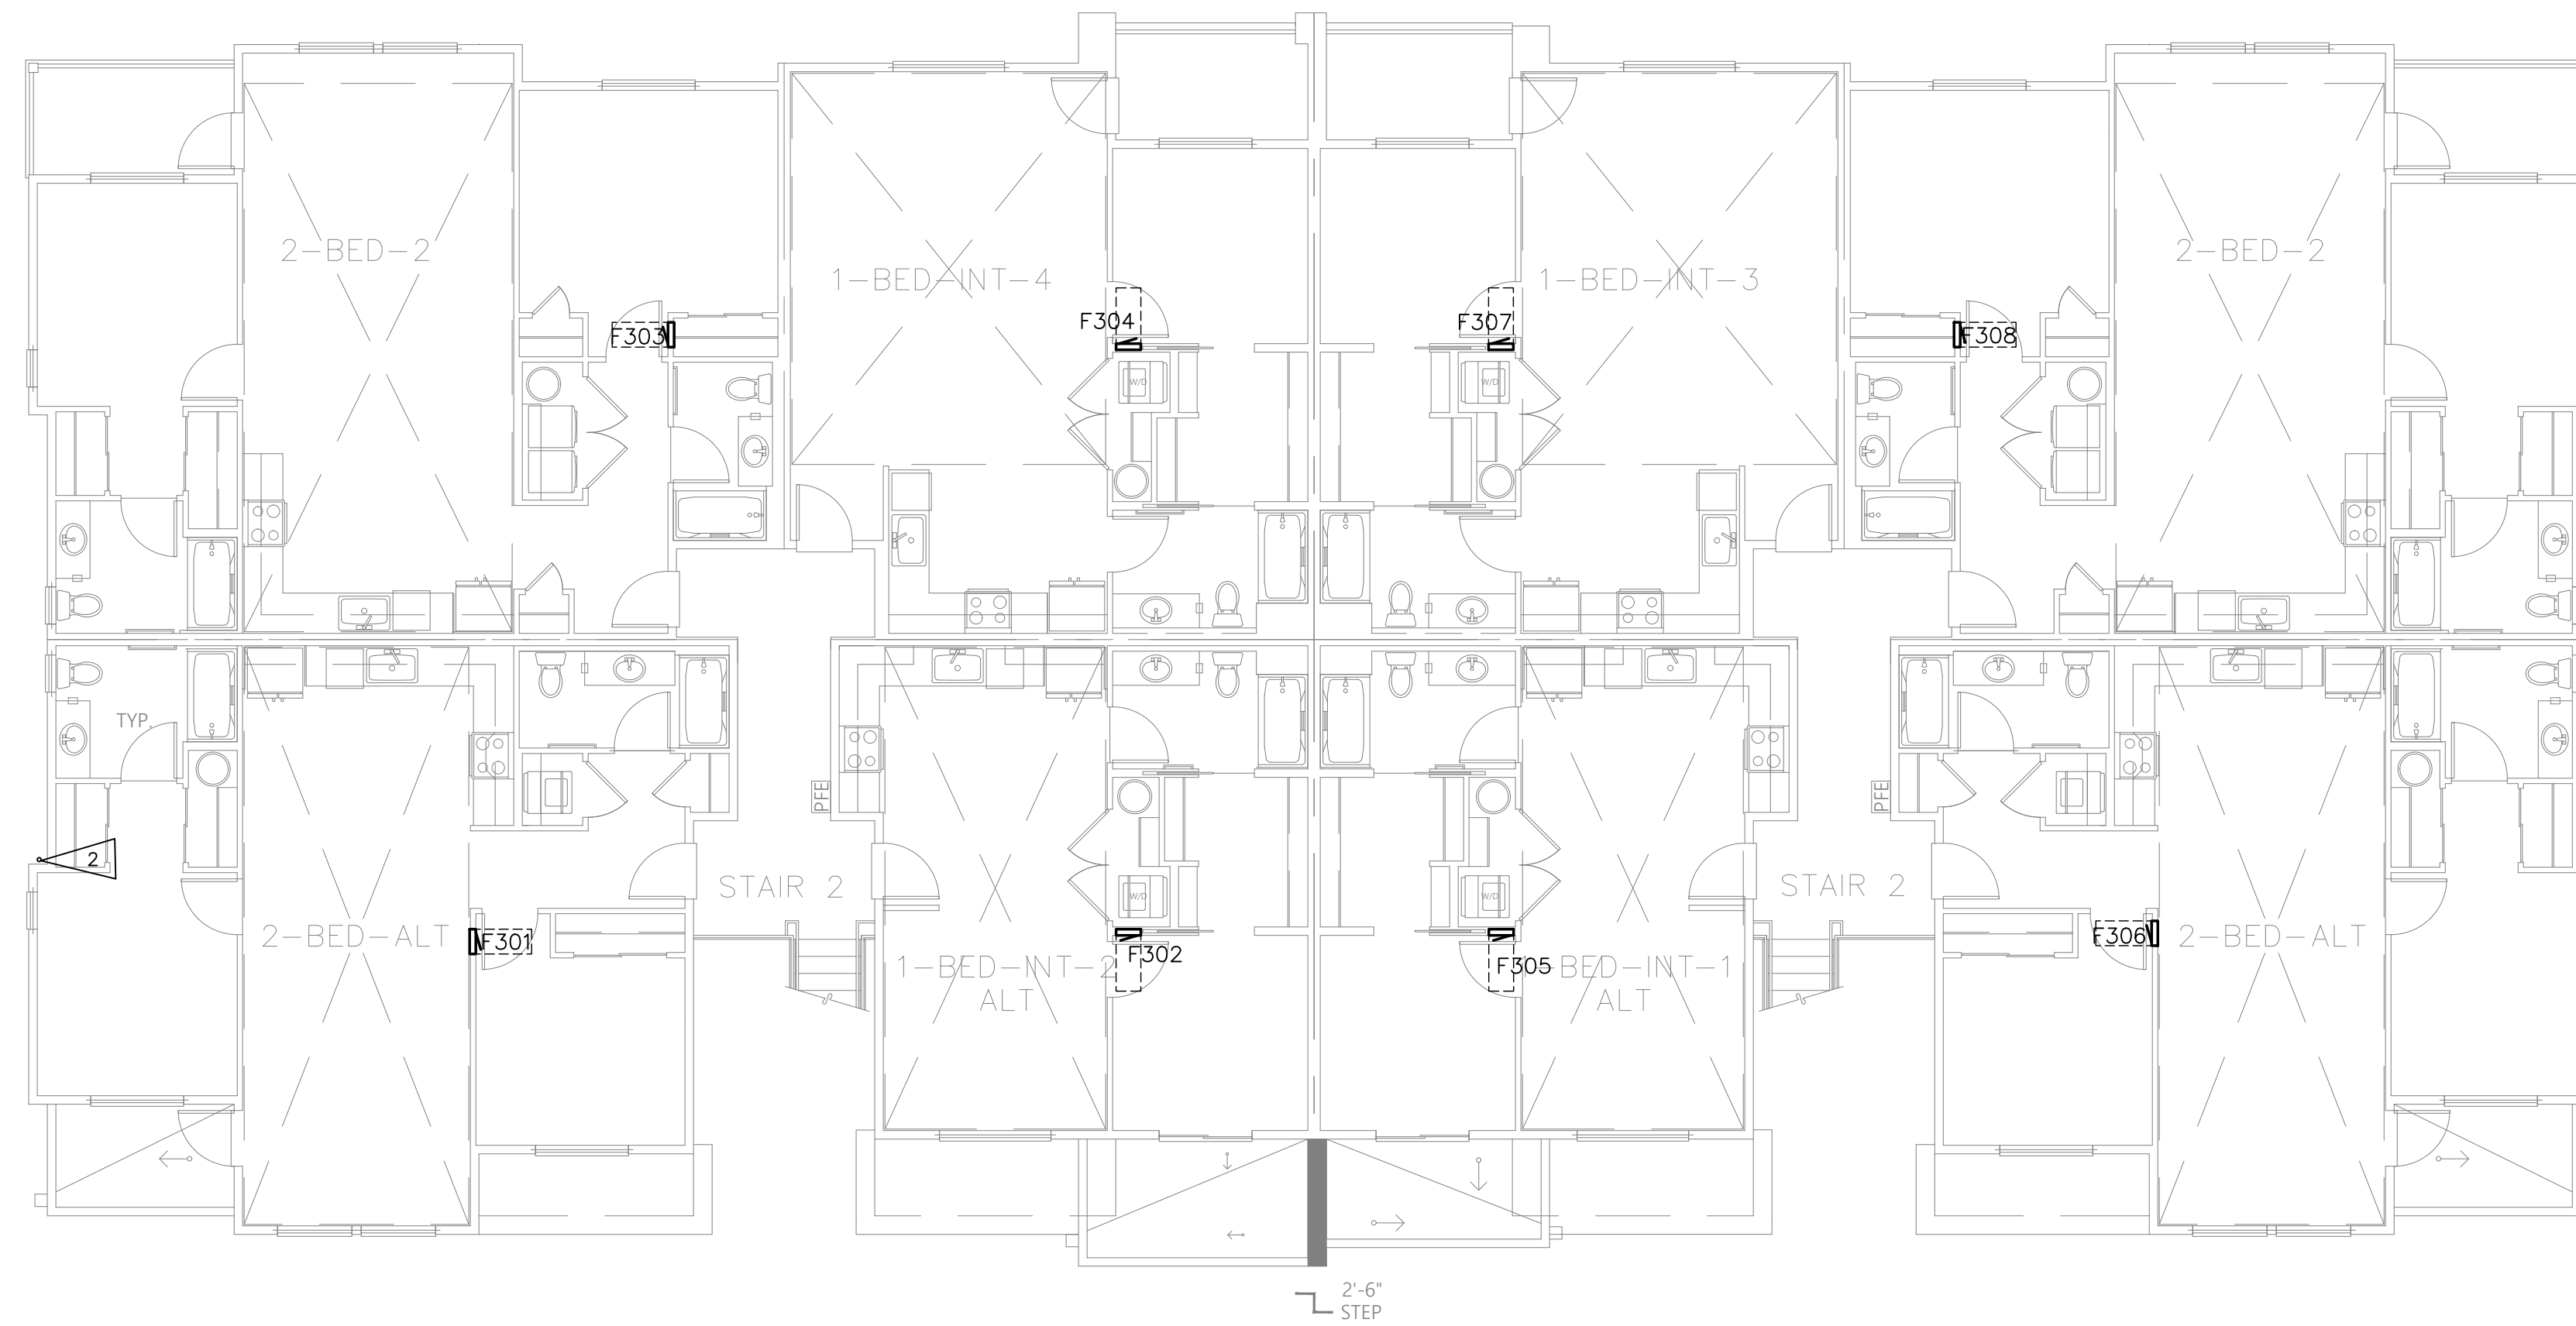 2-BED-2
2-BED-2
1-BED-INT-4
1-BED-INT-3
F303
F304
F307
F308
W/D
W/D
TYP.
PFE
PFE
2
STAIR 2
STAIR 2
W/D
W/D
2-BED-ALT
F301
F302
1-BED-INT-2
ALT
F305
1-BED-INT-1
ALT
F306
2-BED-ALT
2'-6"
STEP